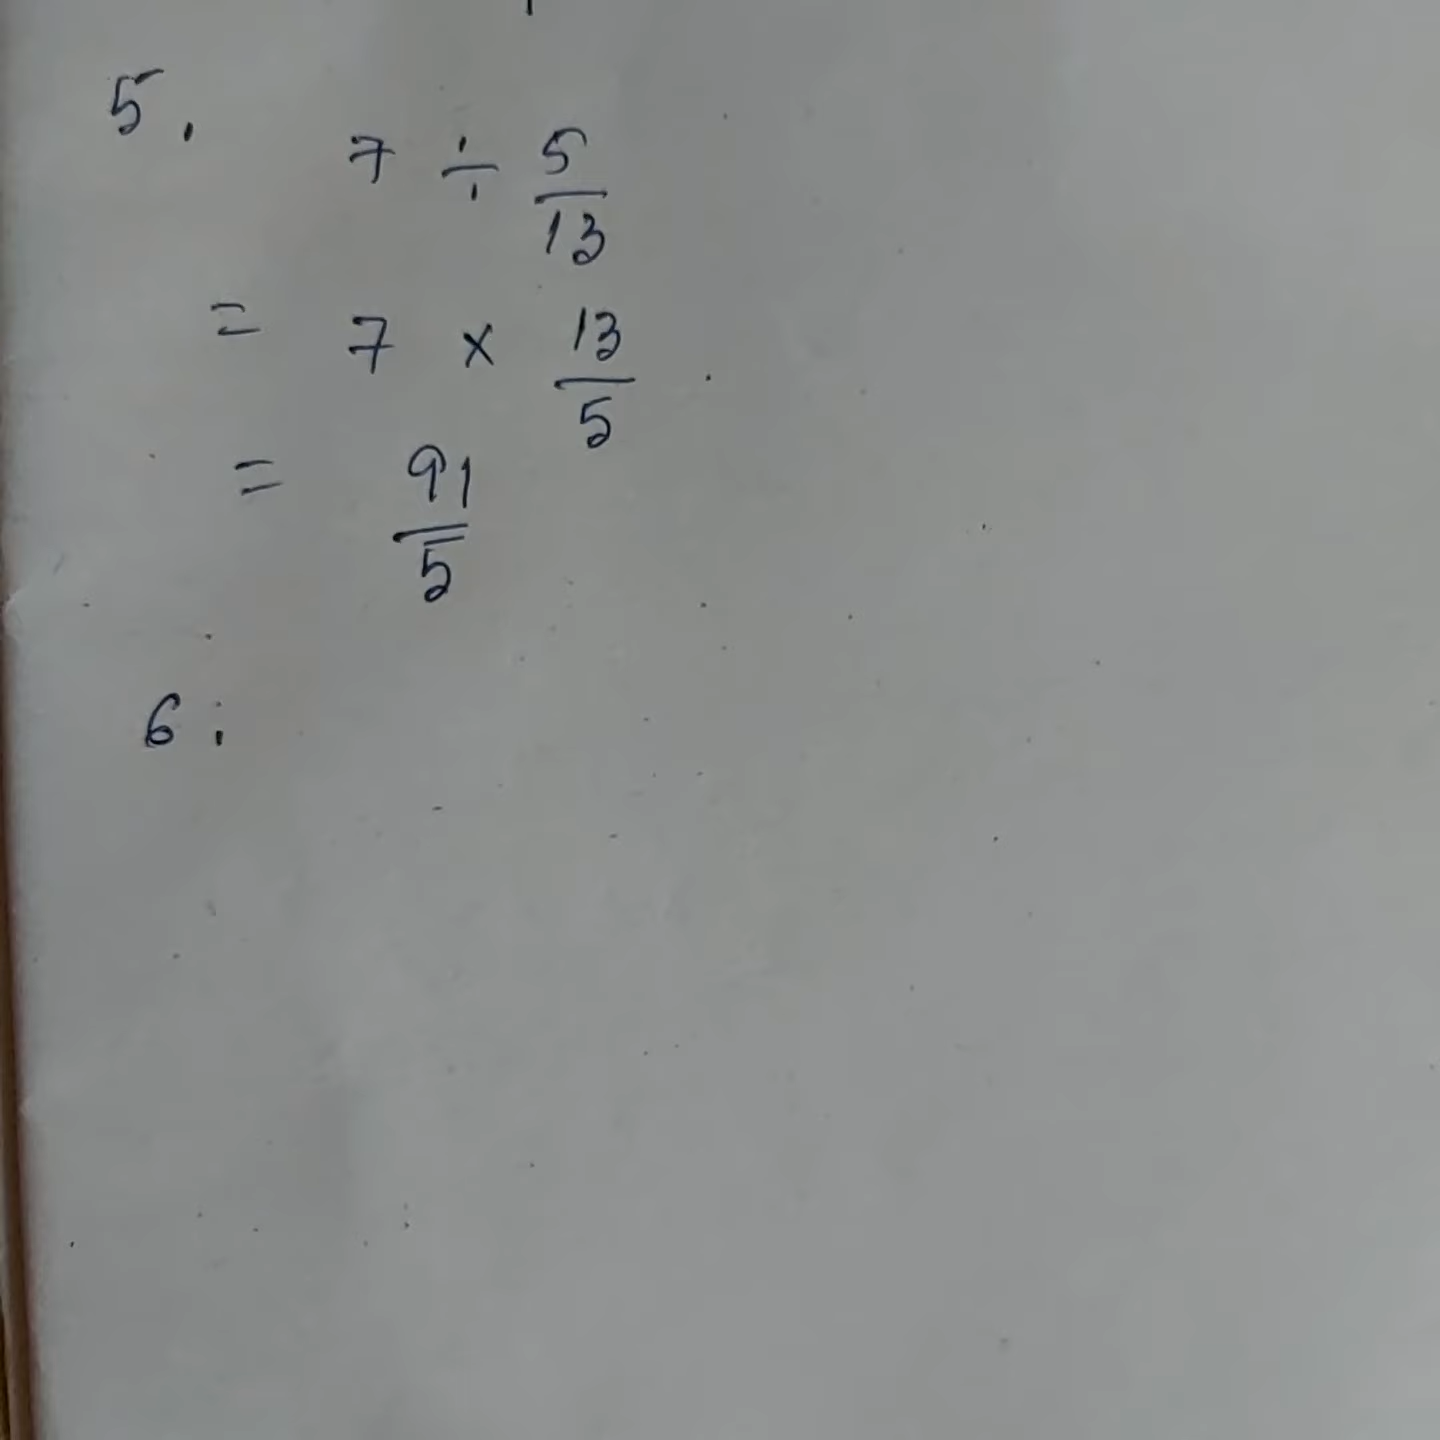 5.
7 ÷ 5/13
= 7 × 13/5
= 91/5
6: